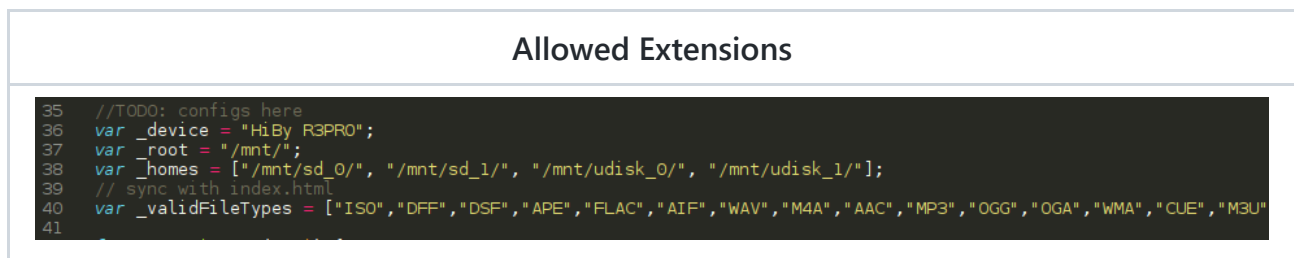 Allowed Extensions
35 //TODO: configs here
36 var _device = "HiBy R3PRO";
37 var _root = "/mnt/";
38 var _homes = ["/mnt/sd_0/", "/mnt/sd_1/", "/mnt/udisk_0/", "/mnt/udisk_1/"];
39 // sync with index.html
40 var _validFileTypes = ["ISO","DFF","DSF","APE","FLAC","AIF","WAV","M4A","AAC","MP3","OGG","OGA","WMA","CUE","M3U"
41